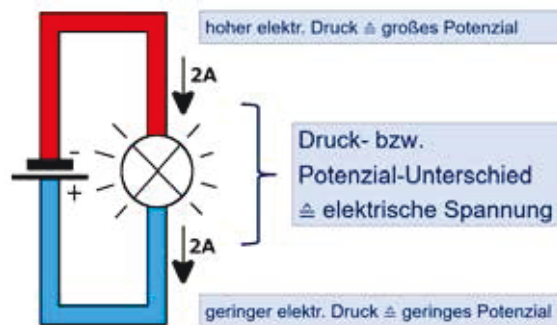 hoher elektr. Druck ≙ großes Potenzial
2A
-
+
Druck- bzw.
Potenzial-Unterschied
≙ elektrische Spannung
2A
geringer elektr. Druck ≙ geringes Potenzial